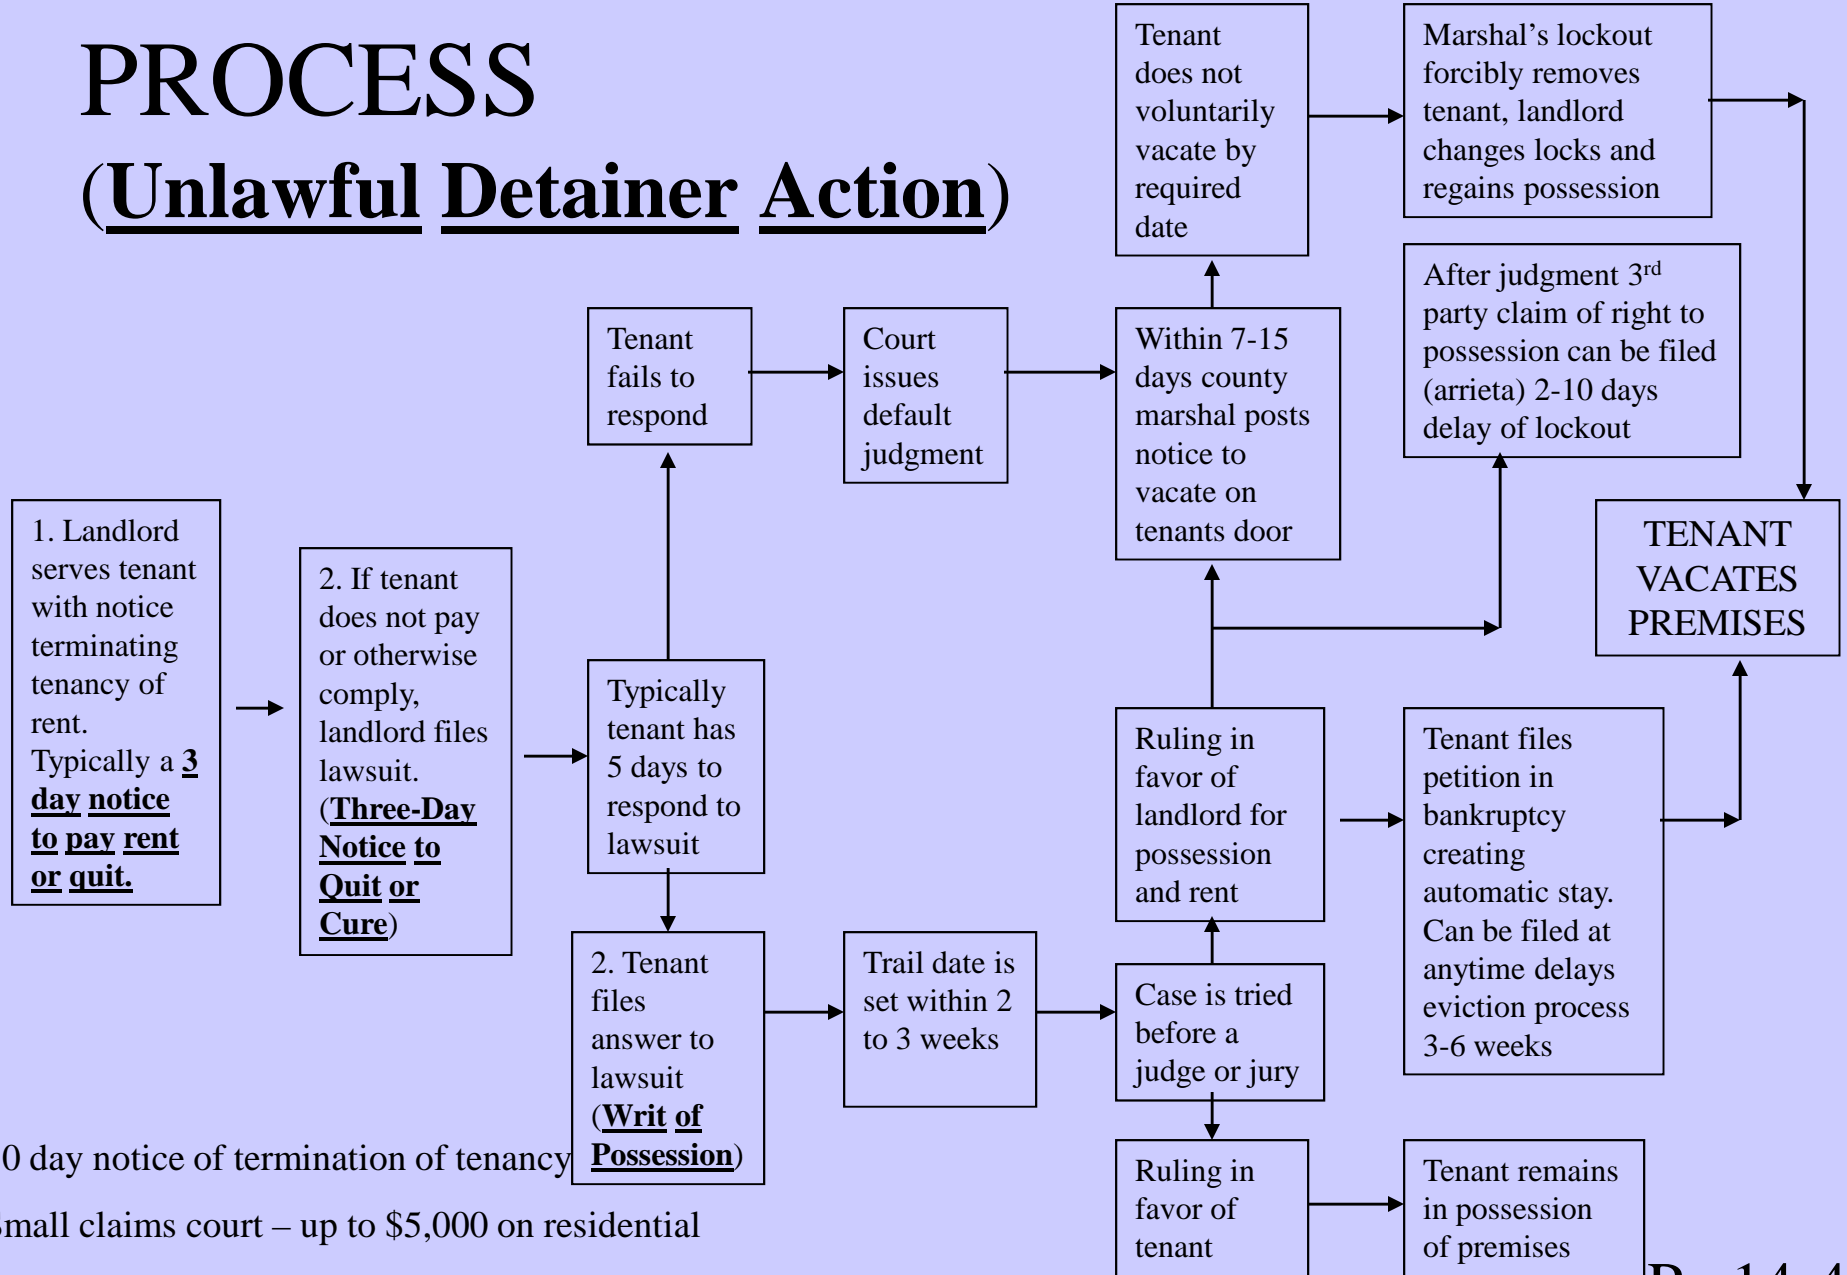 PROCESS
(Unlawful Detainer Action)
1. Landlord
serves tenant
with notice
terminating
tenancy of
rent.
Typically a 3
day notice
to pay rent
or quit.
2. If tenant
does not pay
or otherwise
comply,
landlord files
lawsuit.
(Three-Day
Notice to
Quit or
Cure)
Typically
tenant has
5 days to
respond to
lawsuit
Tenant
fails to
respond
Court
issues
default
judgment
Within 7-15
days county
marshal posts
notice to
vacate on
tenants door
Tenant
does not
voluntarily
vacate by
required
date
Marshal’s lockout
forcibly removes
tenant, landlord
changes locks and
regains possession
After judgment 3rd
party claim of right to
possession can be filed
(arrieta) 2-10 days
delay of lockout
TENANT
VACATES
PREMISES
2. Tenant
files
answer to
lawsuit
(Writ of
Possession)
Trail date is
set within 2
to 3 weeks
Case is tried
before a
judge or jury
Ruling in
favor of
landlord for
possession
and rent
Tenant files
petition in
bankruptcy
creating
automatic stay.
Can be filed at
anytime delays
eviction process
3-6 weeks
Ruling in
favor of
tenant
Tenant remains
in possession
of premises
0 day notice of termination of tenancy
Small claims court – up to $5,000 on residential